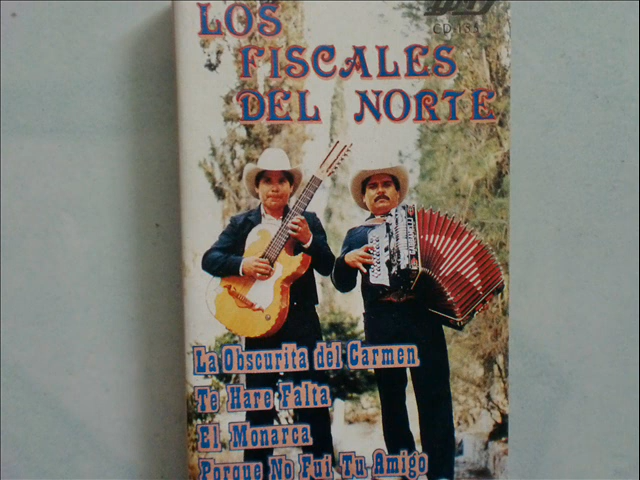 LOS
FISCALES
DEL NORTE
La Obscurita del Carmen
Te Hare Falta
El Monarca
Porque No Fui Tu Amigo